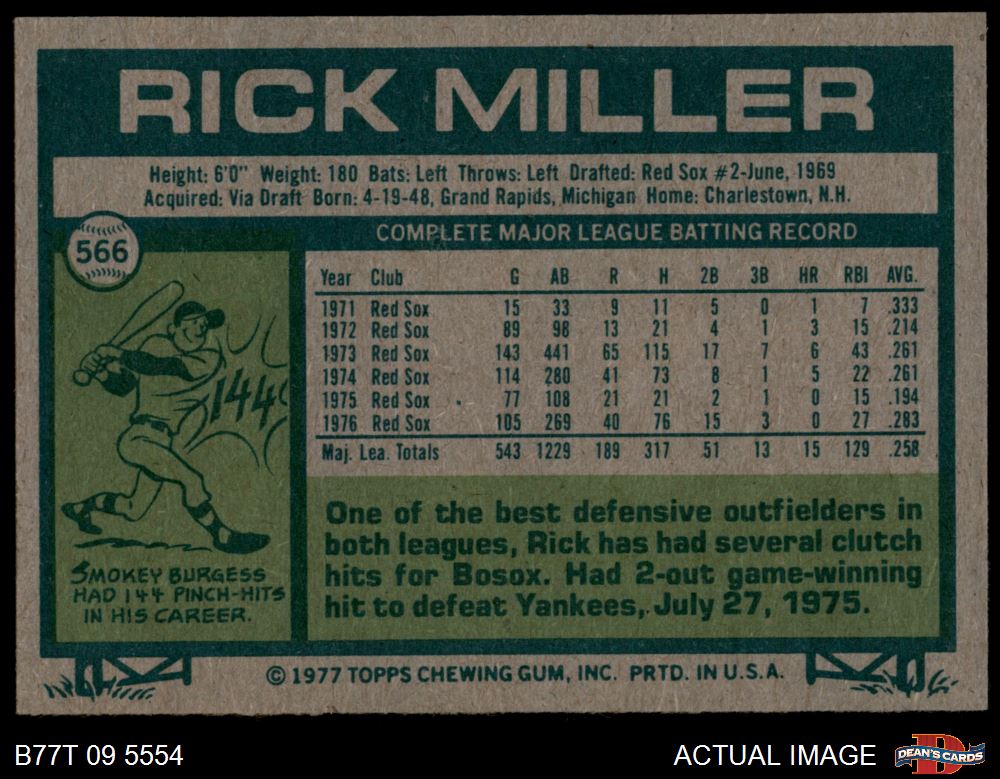 RICK MILLER
Height: 6'0" Weight: 180 Bats: Left Throws: Left Drafted: Red Sox #2-June, 1969
Acquired: Via Draft Born: 4-19-48, Grand Rapids, Michigan Home: Charlestown, N.H.
566
COMPLETE MAJOR LEAGUE BATTING RECORD
Year Club G AB R H 2B 3B HR RBI AVG.
1971 Red Sox 15 33 9 11 5 0 1 7 .333
1972 Red Sox 89 98 13 21 4 1 3 15 .214
1973 Red Sox 143 441 65 115 17 7 6 43 .261
1974 Red Sox 114 280 41 73 8 1 5 22 .261
1975 Red Sox 77 108 21 21 2 1 0 15 .194
1976 Red Sox 105 269 40 76 15 3 0 27 .283
Maj. Lea. Totals 543 1229 189 317 51 13 15 129 .258
144
SMOKEY BURGESS
HAD 144 PINCH-HITS
IN HIS CAREER.
One of the best defensive outfielders in
both leagues, Rick has had several clutch
hits for Bosox. Had 2-out game-winning
hit to defeat Yankees, July 27, 1975.
© 1977 TOPPS CHEWING GUM, INC. PRTD. IN U.S.A.
B77T 09 5554
ACTUAL IMAGE
D
DEAN'S CARDS